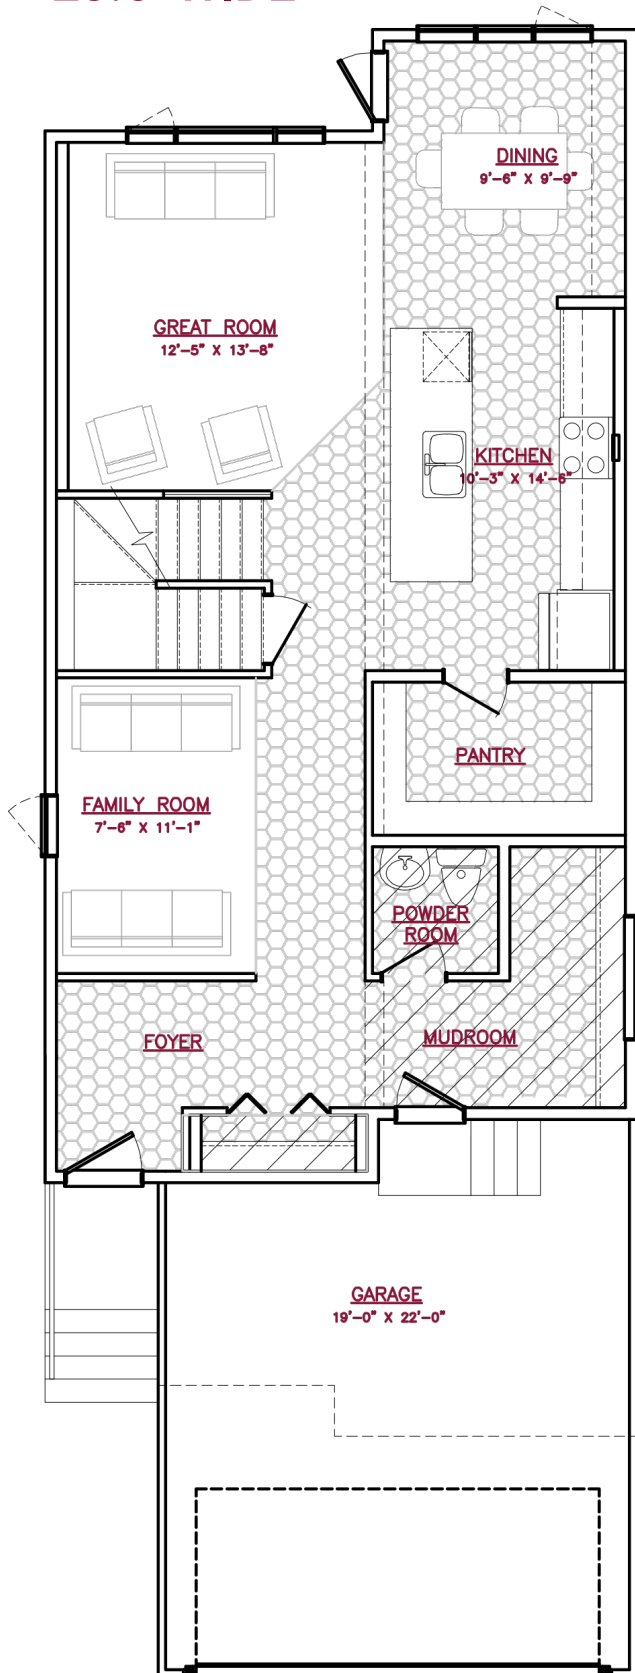 DINING
9'-6" X 9'-9"
GREAT ROOM
12'-5" X 13'-8"
KITCHEN
10'-3" X 14'-6"
PANTRY
FAMILY ROOM
7'-6" X 11'-1"
POWDER
ROOM
FOYER
MUDROOM
GARAGE
19'-0" X 22'-0"